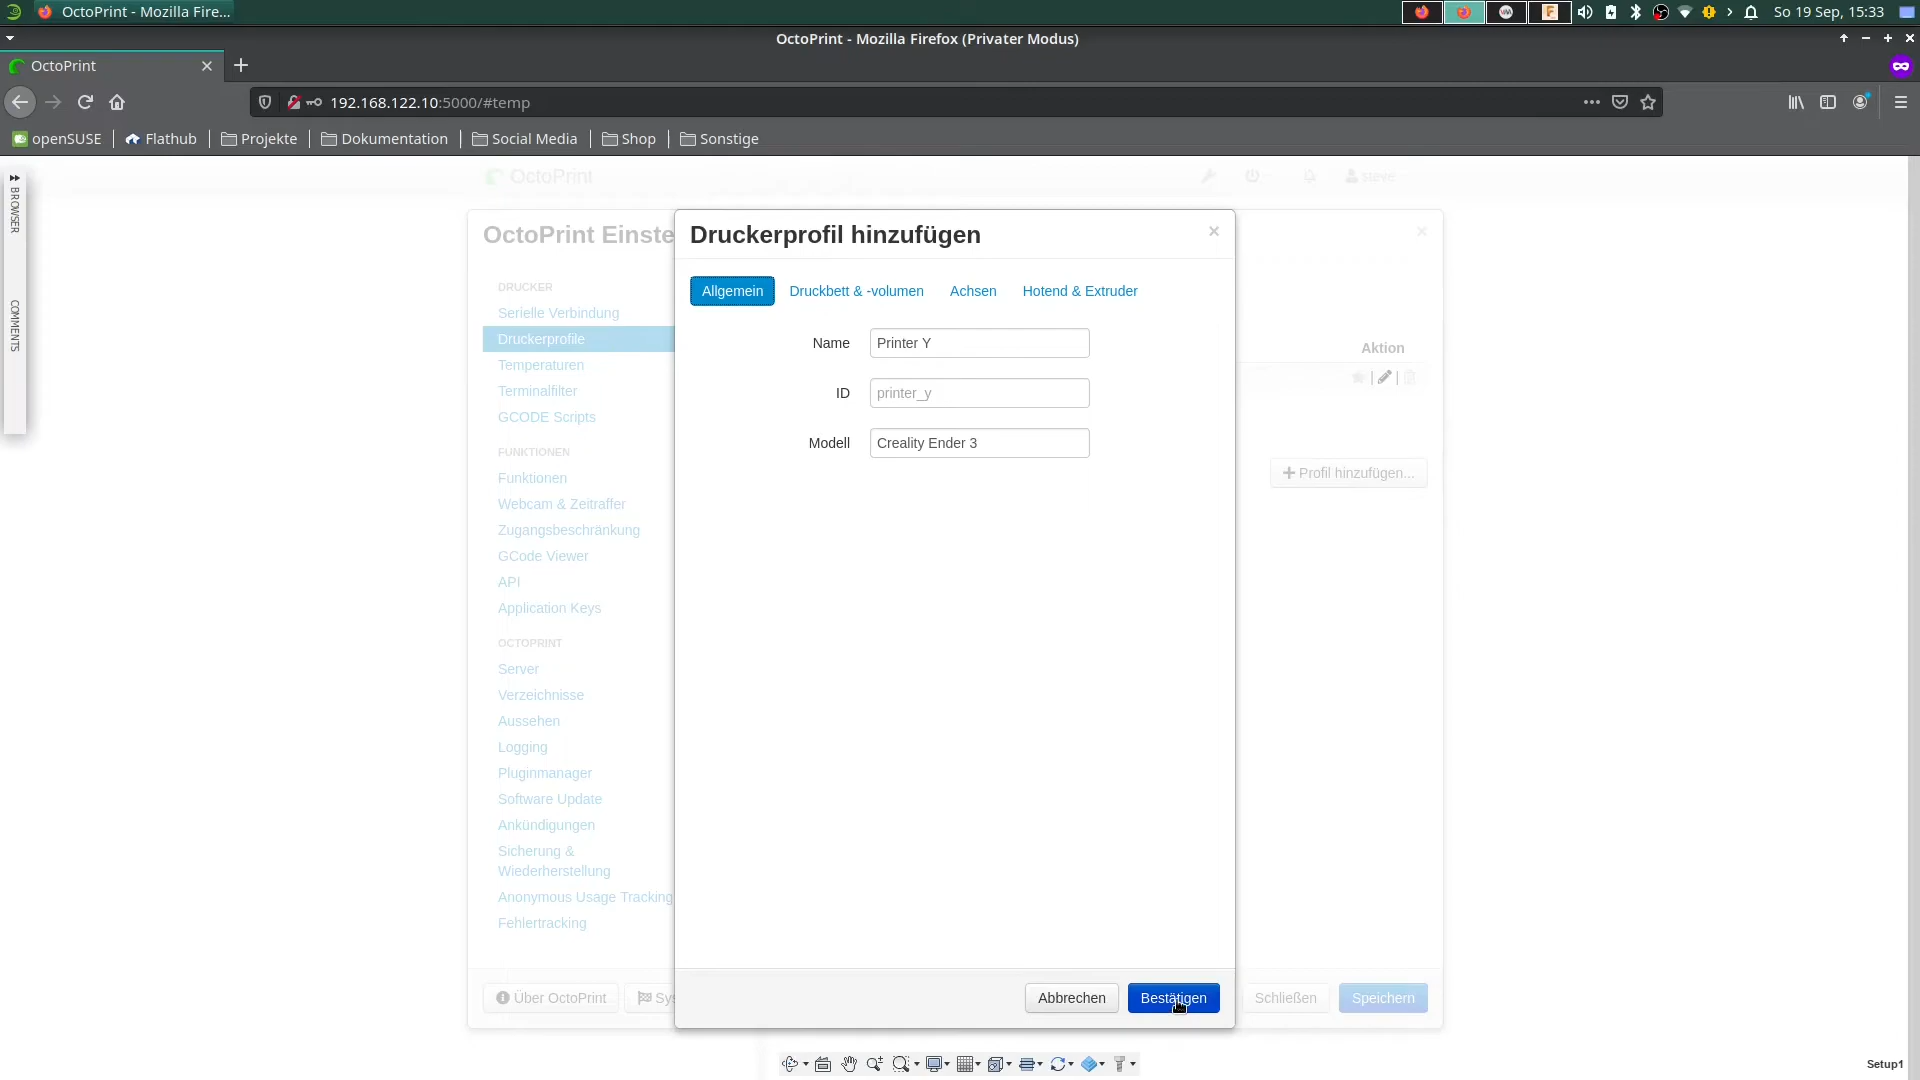 OctoPrint - Mozilla Fire...
So 19 Sep, 15:33
OctoPrint - Mozilla Firefox (Privater Modus)
OctoPrint
192.168.122.10:5000/#temp
openSUSE
Flathub
Projekte
Dokumentation
Social Media
Shop
Sonstige
BROWSER
COMMENTS
OctoPrint
steve
OctoPrint Einste
DRUCKER
Serielle Verbindung
Druckerprofile
Temperaturen
Terminalfilter
GCODE Scripts
FUNKTIONEN
Funktionen
Webcam & Zeitraffer
Zugangsbeschränkung
GCode Viewer
API
Application Keys
OCTOPRINT
Server
Verzeichnisse
Aussehen
Logging
Pluginmanager
Software Update
Ankündigungen
Sicherung &
Wiederherstellung
Anonymous Usage Tracking
Fehlertracking
Über OctoPrint
Sys
Druckerprofil hinzufügen
Allgemein
Druckbett & -volumen
Achsen
Hotend & Extruder
Name
Printer Y
ID
printer_y
Modell
Creality Ender 3
Abbrechen
Bestätigen
Aktion
Profil hinzufügen...
Schließen
Speichern
Setup1